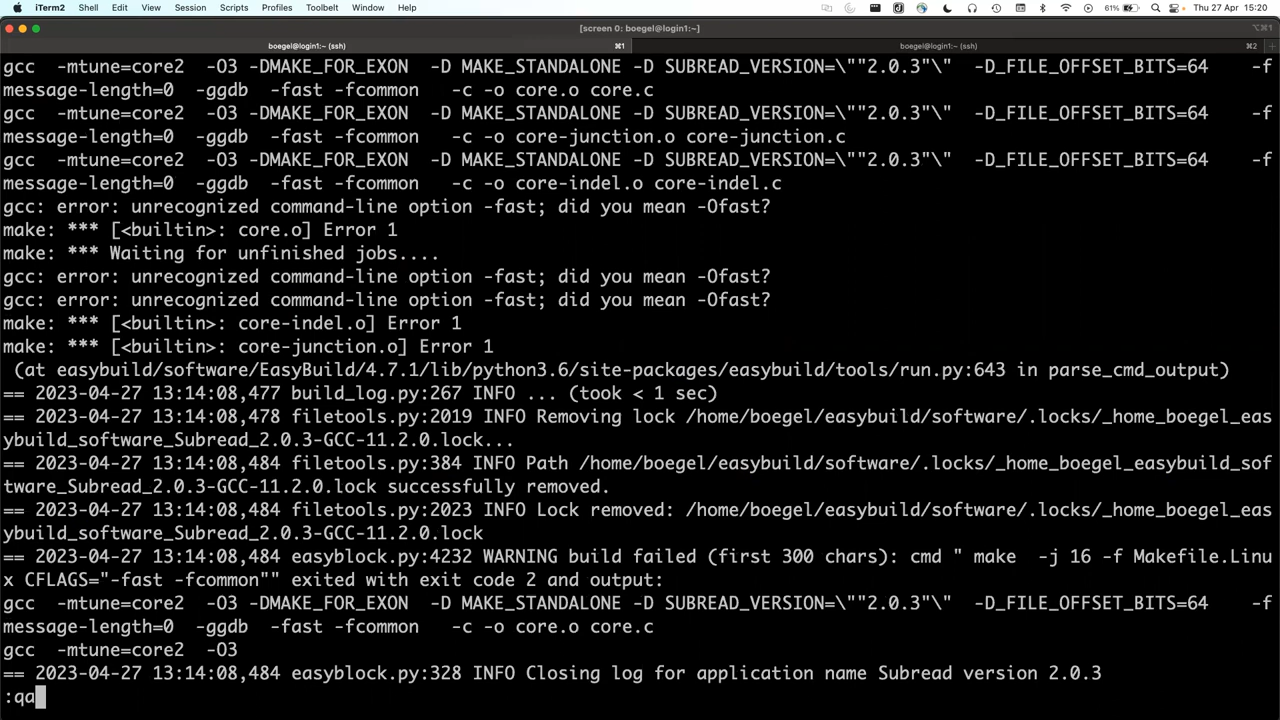 iTerm2 Shell Edit View Session Scripts Profiles Toolbelt Window Help 61% Thu 27 Apr 15:20
[screen 0: boegel@login1:~] ⌥⌘1
boegel@login1:~ (ssh) ⌘1 boegel@login1:~ (ssh) ⌘2 +
gcc  -mtune=core2  -O3 -DMAKE_FOR_EXON  -D MAKE_STANDALONE -D SUBREAD_VERSION=\""2.0.3"\"  -D_FILE_OFFSET_BITS=64    -f
message-length=0  -ggdb  -fast -fcommon   -c -o core.o core.c
gcc  -mtune=core2  -O3 -DMAKE_FOR_EXON  -D MAKE_STANDALONE -D SUBREAD_VERSION=\""2.0.3"\"  -D_FILE_OFFSET_BITS=64    -f
message-length=0  -ggdb  -fast -fcommon   -c -o core-junction.o core-junction.c
gcc  -mtune=core2  -O3 -DMAKE_FOR_EXON  -D MAKE_STANDALONE -D SUBREAD_VERSION=\""2.0.3"\"  -D_FILE_OFFSET_BITS=64    -f
message-length=0  -ggdb  -fast -fcommon   -c -o core-indel.o core-indel.c
gcc: error: unrecognized command-line option -fast; did you mean -Ofast?
make: *** [<builtin>: core.o] Error 1
make: *** Waiting for unfinished jobs....
gcc: error: unrecognized command-line option -fast; did you mean -Ofast?
gcc: error: unrecognized command-line option -fast; did you mean -Ofast?
make: *** [<builtin>: core-indel.o] Error 1
make: *** [<builtin>: core-junction.o] Error 1
 (at easybuild/software/EasyBuild/4.7.1/lib/python3.6/site-packages/easybuild/tools/run.py:643 in parse_cmd_output)
== 2023-04-27 13:14:08,477 build_log.py:267 INFO ... (took < 1 sec)
== 2023-04-27 13:14:08,478 filetools.py:2019 INFO Removing lock /home/boegel/easybuild/software/.locks/_home_boegel_eas
ybuild_software_Subread_2.0.3-GCC-11.2.0.lock...
== 2023-04-27 13:14:08,484 filetools.py:384 INFO Path /home/boegel/easybuild/software/.locks/_home_boegel_easybuild_sof
tware_Subread_2.0.3-GCC-11.2.0.lock successfully removed.
== 2023-04-27 13:14:08,484 filetools.py:2023 INFO Lock removed: /home/boegel/easybuild/software/.locks/_home_boegel_eas
ybuild_software_Subread_2.0.3-GCC-11.2.0.lock
== 2023-04-27 13:14:08,484 easyblock.py:4232 WARNING build failed (first 300 chars): cmd " make  -j 16 -f Makefile.Linu
x CFLAGS="-fast -fcommon"" exited with exit code 2 and output:
gcc  -mtune=core2  -O3 -DMAKE_FOR_EXON  -D MAKE_STANDALONE -D SUBREAD_VERSION=\""2.0.3"\"  -D_FILE_OFFSET_BITS=64    -f
message-length=0  -ggdb  -fast -fcommon   -c -o core.o core.c
gcc  -mtune=core2  -O3
== 2023-04-27 13:14:08,484 easyblock.py:328 INFO Closing log for application name Subread version 2.0.3
:qa